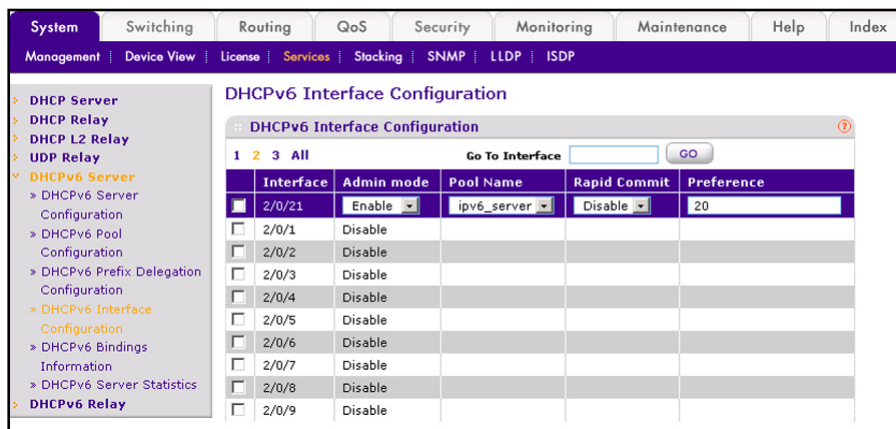 System Switching Routing QoS Security Monitoring Maintenance Help Index
Management Device View License Services Stacking SNMP LLDP ISDP
DHCP Server
DHCP Relay
DHCP L2 Relay
UDP Relay
DHCPv6 Server
» DHCPv6 Server
Configuration
» DHCPv6 Pool
Configuration
» DHCPv6 Prefix Delegation
Configuration
» DHCPv6 Interface
Configuration
» DHCPv6 Bindings
Information
» DHCPv6 Server Statistics
DHCPv6 Relay
DHCPv6 Interface Configuration
DHCPv6 Interface Configuration ?
1 2 3 All Go To Interface GO
Interface Admin mode Pool Name Rapid Commit Preference
2/0/21 Enable ipv6_server Disable 20
2/0/1 Disable
2/0/2 Disable
2/0/3 Disable
2/0/4 Disable
2/0/5 Disable
2/0/6 Disable
2/0/7 Disable
2/0/8 Disable
2/0/9 Disable